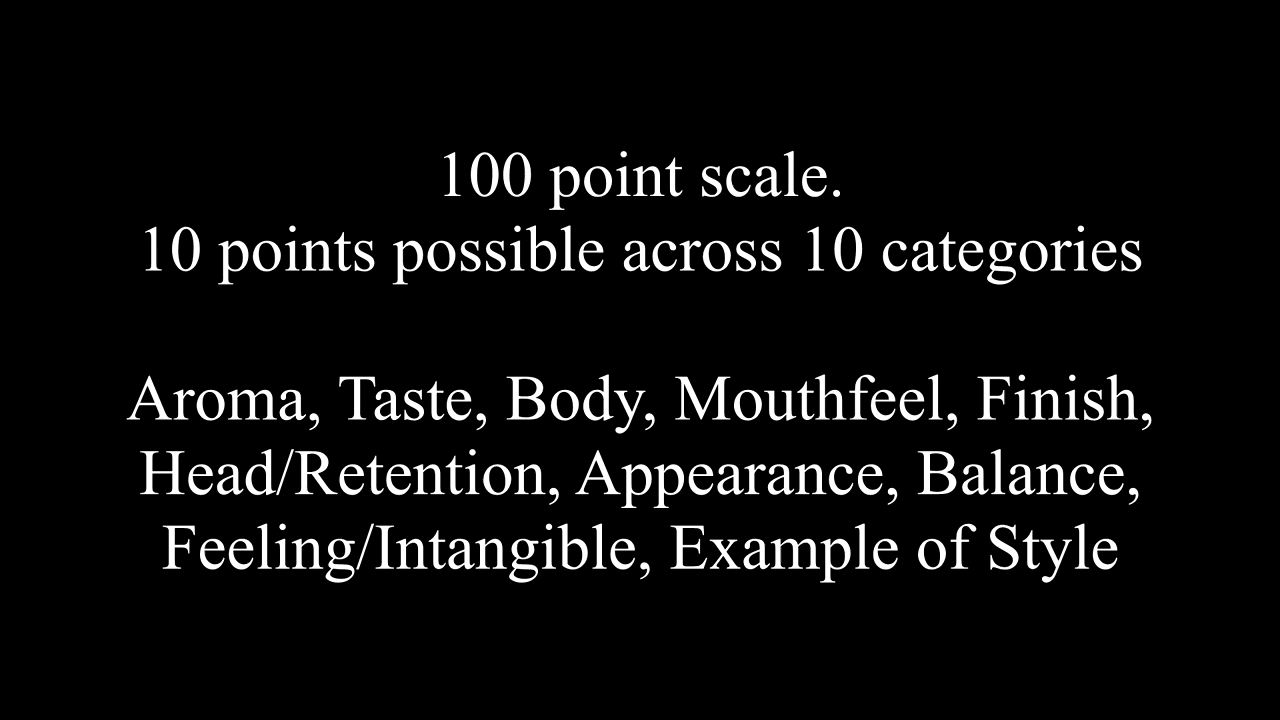 100 point scale.
10 points possible across 10 categories
Aroma, Taste, Body, Mouthfeel, Finish,
Head/Retention, Appearance, Balance,
Feeling/Intangible, Example of Style